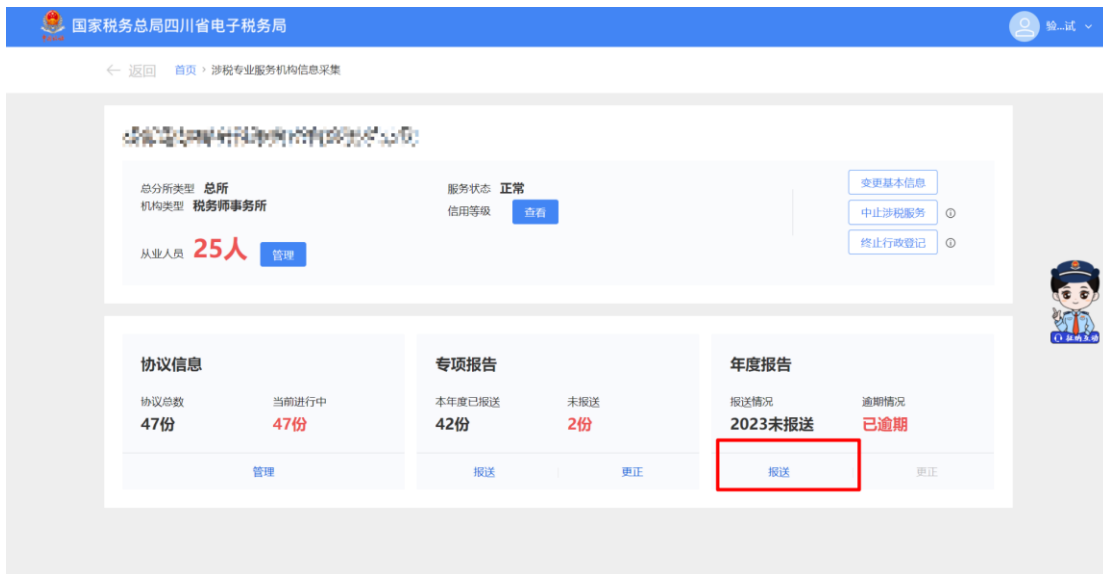 国家税务总局四川省电子税务局
验...试
返回 首页 › 涉税专业服务机构信息采集
总分所类型 总所
机构类型 税务师事务所
从业人员 25人 管理
服务状态 正常
信用等级 查看
变更基本信息
中止涉税服务
终止行政登记
征纳互动
协议信息
协议总数 当前进行中
47份 47份
管理
专项报告
本年度已报送 未报送
42份 2份
报送 更正
年度报告
报送情况 逾期情况
2023未报送 已逾期
报送 更正